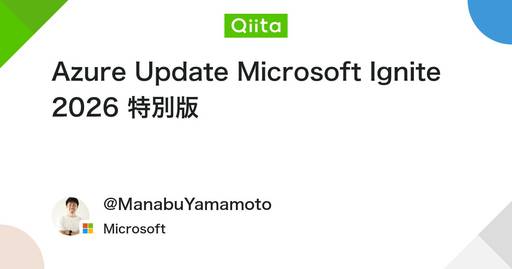 Qiita
Azure Update Microsoft Ignite
2026 特別版
@ManabuYamamoto
Microsoft